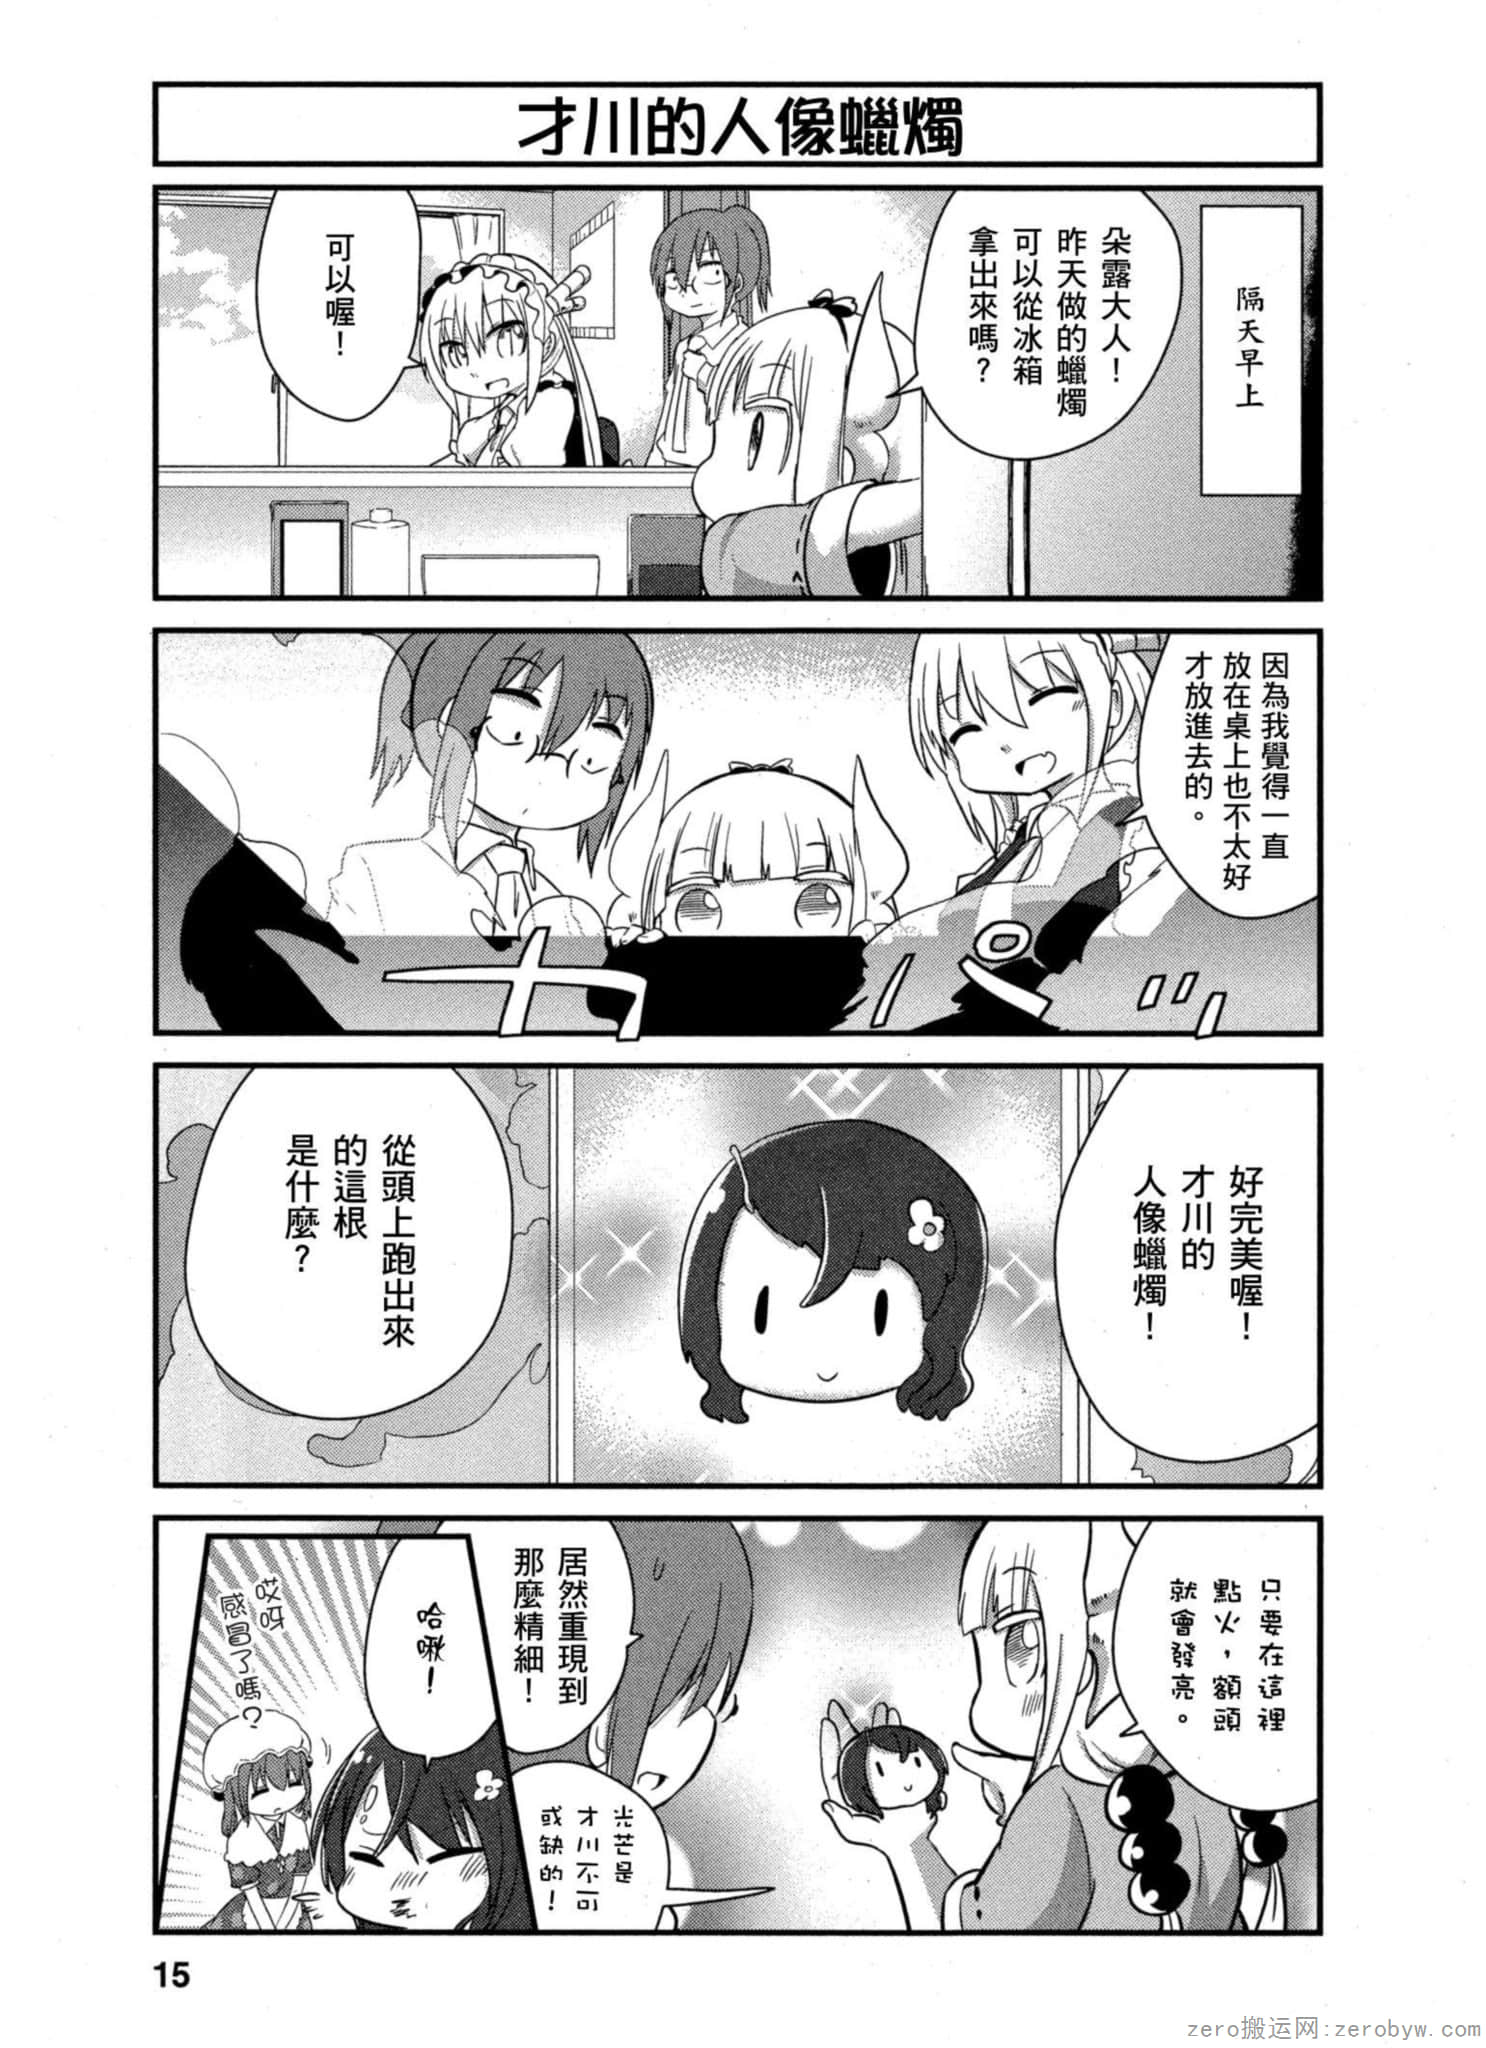 才川的人像蠟燭
隔天早上
朵露大人！
昨天做的蠟燭
可以從冰箱
拿出來嗎？
可以喔！
因為我覺得一直
放在桌上也不太好
才放進去的。
カパッ
好完美喔！
才川的
人像蠟燭！
從頭上跑出來
的這根
是什麼？
只要在這裡
點火，額頭
就會發亮。
居然重現到
那麼精細！
光芒是
才川不可
或缺的！
哈啾！
哎呀
感冒了嗎？
15
zero搬运网:zerobyw.com